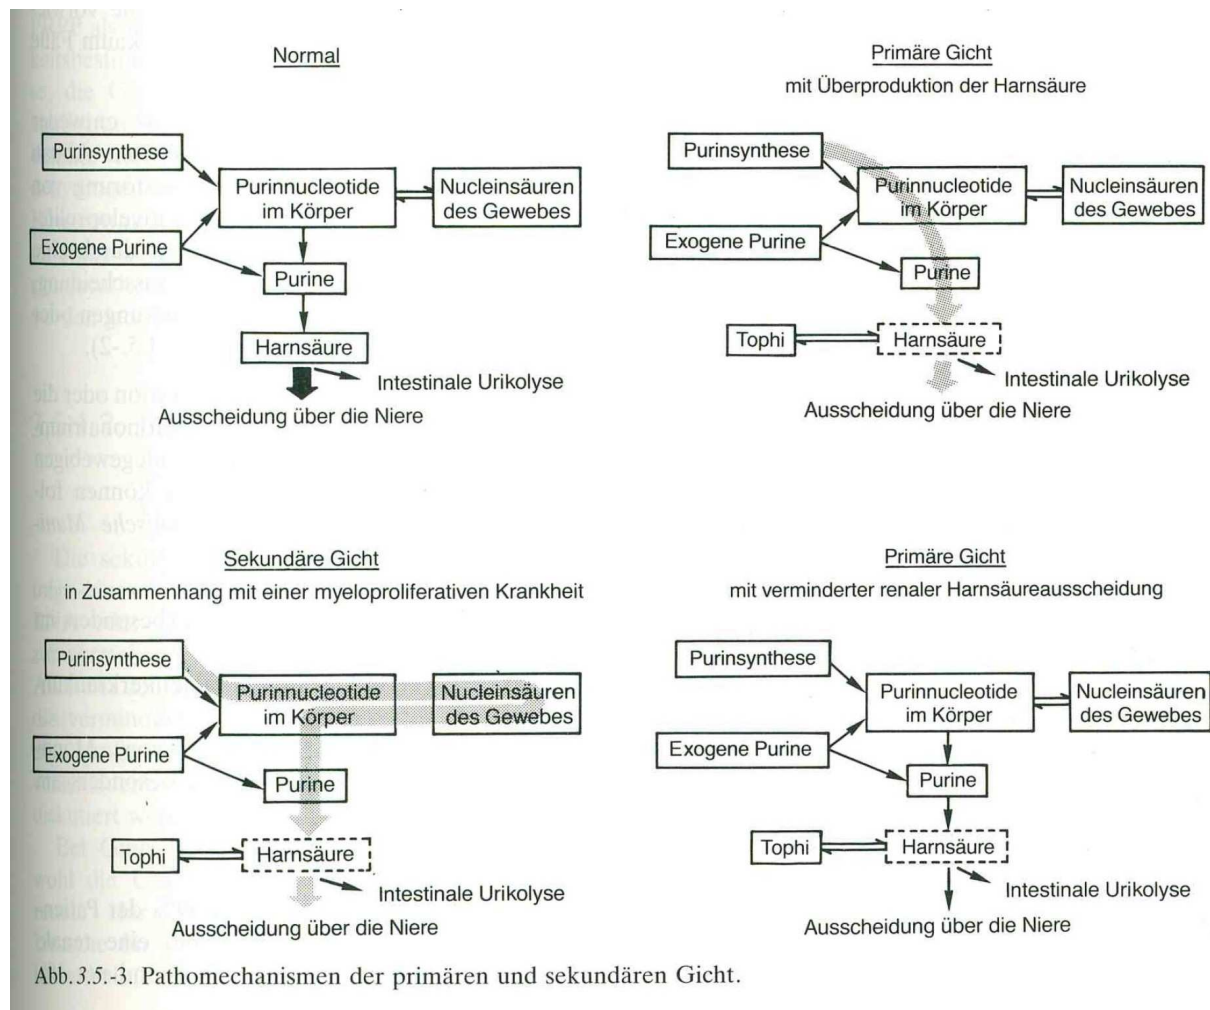 Normal
Purinsynthese
Purinnucleotide
im Körper
Nucleinsäuren
des Gewebes
Exogene Purine
Purine
Harnsäure
Intestinale Urikolyse
Ausscheidung über die Niere
Primäre Gicht
mit Überproduktion der Harnsäure
Purinsynthese
Purinnucleotide
im Körper
Nucleinsäuren
des Gewebes
Exogene Purine
Purine
Tophi
Harnsäure
Intestinale Urikolyse
Ausscheidung über die Niere
Sekundäre Gicht
in Zusammenhang mit einer myeloproliferativen Krankheit
Purinsynthese
Purinnucleotide
im Körper
Nucleinsäuren
des Gewebes
Exogene Purine
Purine
Tophi
Harnsäure
Intestinale Urikolyse
Ausscheidung über die Niere
Primäre Gicht
mit verminderter renaler Harnsäureausscheidung
Purinsynthese
Purinnucleotide
im Körper
Nucleinsäuren
des Gewebes
Exogene Purine
Purine
Tophi
Harnsäure
Intestinale Urikolyse
Ausscheidung über die Niere
Abb. 3.5.-3. Pathomechanismen der primären und sekundären Gicht.